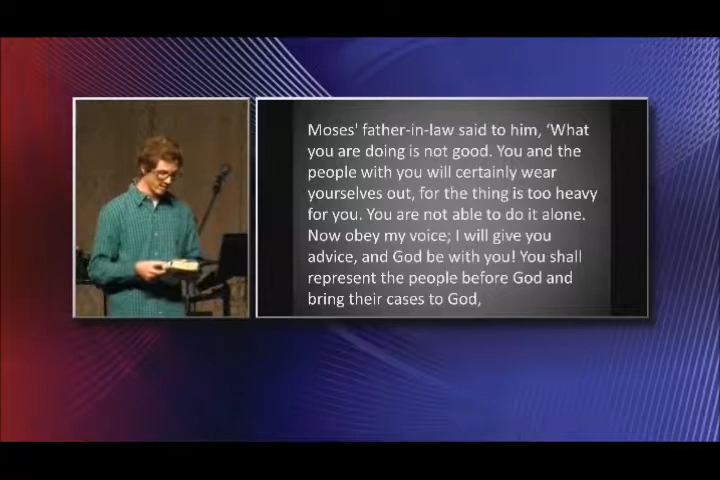 Moses' father-in-law said to him, ‘What
you are doing is not good. You and the
people with you will certainly wear
yourselves out, for the thing is too heavy
for you. You are not able to do it alone.
Now obey my voice; I will give you
advice, and God be with you! You shall
represent the people before God and
bring their cases to God,